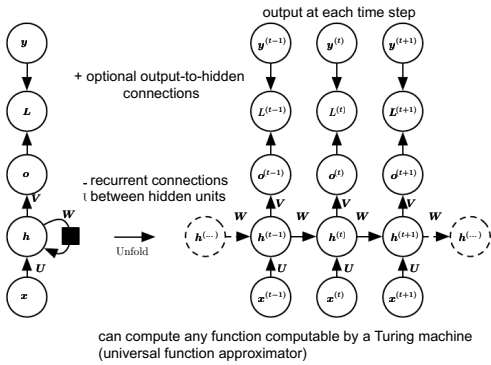 output at each time step
y
y(t−1)
y(t)
y(t+1)
+ optional output-to-hidden
connections
L
L(t−1)
L(t)
L(t+1)
o
o(t−1)
o(t)
o(t+1)
recurrent connections
between hidden units
V
V
V
V
W
W
W
W
W
h
h(...)
h(t−1)
h(t)
h(t+1)
h(...)
Unfold
U
U
U
U
x
x(t−1)
x(t)
x(t+1)
can compute any function computable by a Turing machine
(universal function approximator)